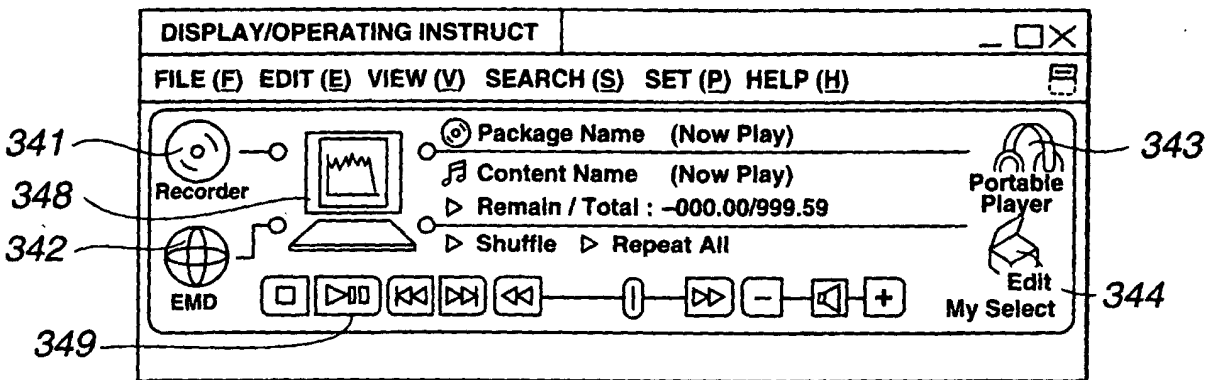 DISPLAY/OPERATING INSTRUCT
FILE (F) EDIT (E) VIEW (V) SEARCH (S) SET (P) HELP (H)
341
Recorder
348
342
EMD
349
Package Name (Now Play)
Content Name (Now Play)
Remain / Total : –000.00/999.59
Shuffle Repeat All
343
Portable
Player
Edit
My Select
344